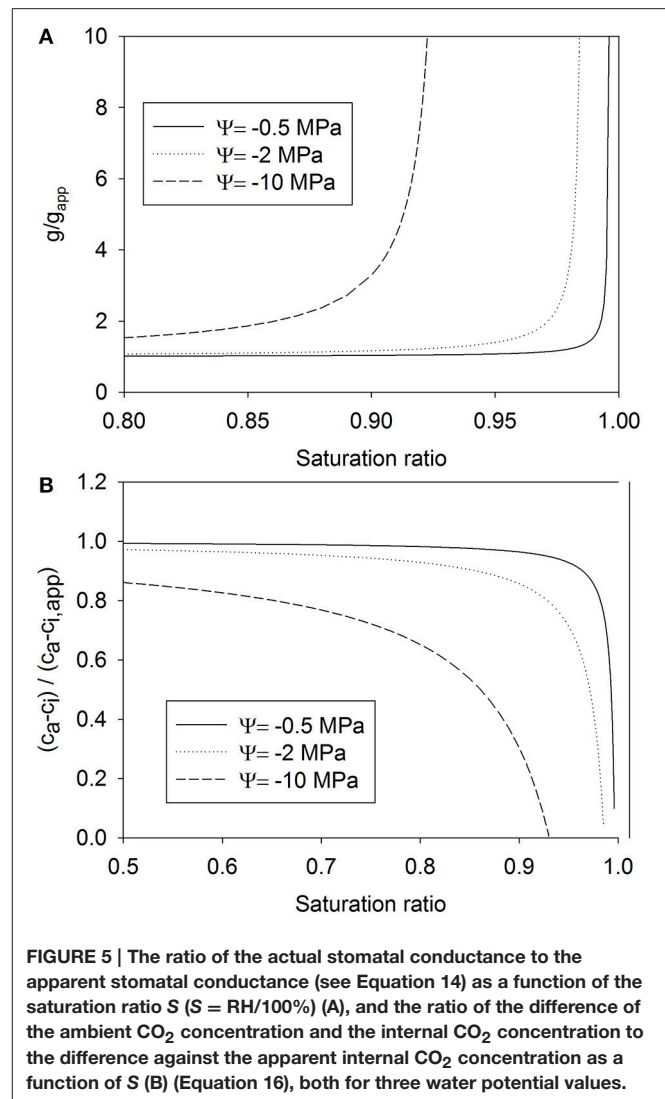 A
10
8
6
4
2
0
g/gapp
Ψ= -0.5 MPa
Ψ= -2 MPa
Ψ= -10 MPa
0.80 0.85 0.90 0.95 1.00
Saturation ratio
B
1.2
1.0
0.8
0.6
0.4
0.2
0.0
(ca-ci) / (ca-ci,app)
Ψ= -0.5 MPa
Ψ= -2 MPa
Ψ= -10 MPa
0.5 0.6 0.7 0.8 0.9 1.0
Saturation ratio
FIGURE 5 | The ratio of the actual stomatal conductance to the
apparent stomatal conductance (see Equation 14) as a function of the
saturation ratio S (S = RH/100%) (A), and the ratio of the difference of
the ambient CO2 concentration and the internal CO2 concentration to
the difference against the apparent internal CO2 concentration as a
function of S (B) (Equation 16), both for three water potential values.